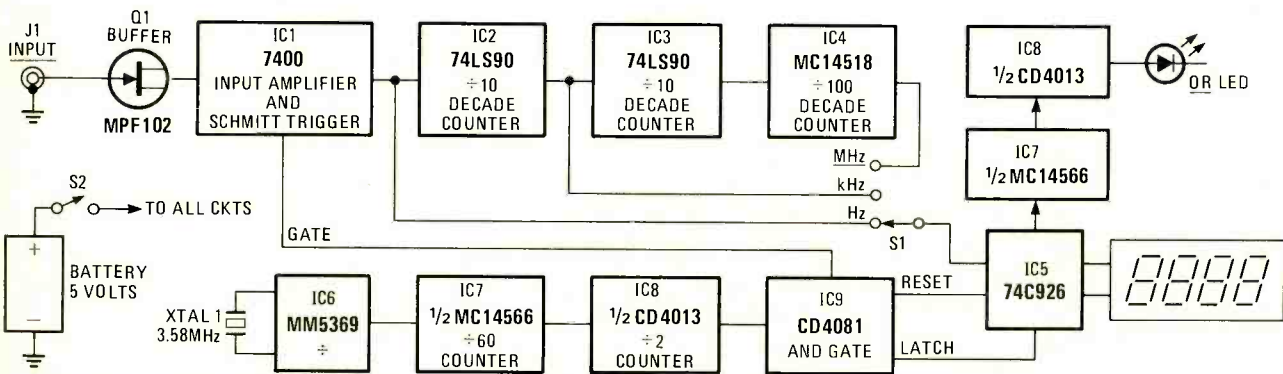 J1
INPUT
Q1
BUFFER
MPF102
IC1
7400
INPUT AMPLIFIER
AND
SCHMITT TRIGGER
IC2
74LS90
÷10
DECADE
COUNTER
IC3
74LS90
÷10
DECADE
COUNTER
IC4
MC14518
÷100
DECADE
COUNTER
IC8
½ CD4013
OR LED
IC7
½ MC14566
MHz
kHz
Hz
S1
S2
TO ALL CKTS
+
BATTERY
5 VOLTS
−
GATE
XTAL 1
3.58MHz
IC6
MM5369
÷
IC7
½ MC14566
÷60
COUNTER
IC8
½ CD4013
÷2
COUNTER
IC9
CD4081
AND GATE
RESET
LATCH
IC5
74C926
8888